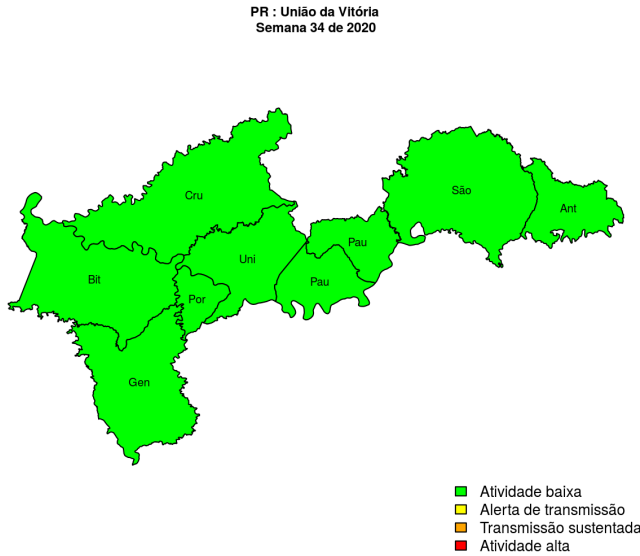 PR : União da Vitória
Semana 34 de 2020
Cru
São
Ant
Pau
Uni
Bit
Pau
Por
Gen
Atividade baixa
Alerta de transmissão
Transmissão sustentada
Atividade alta